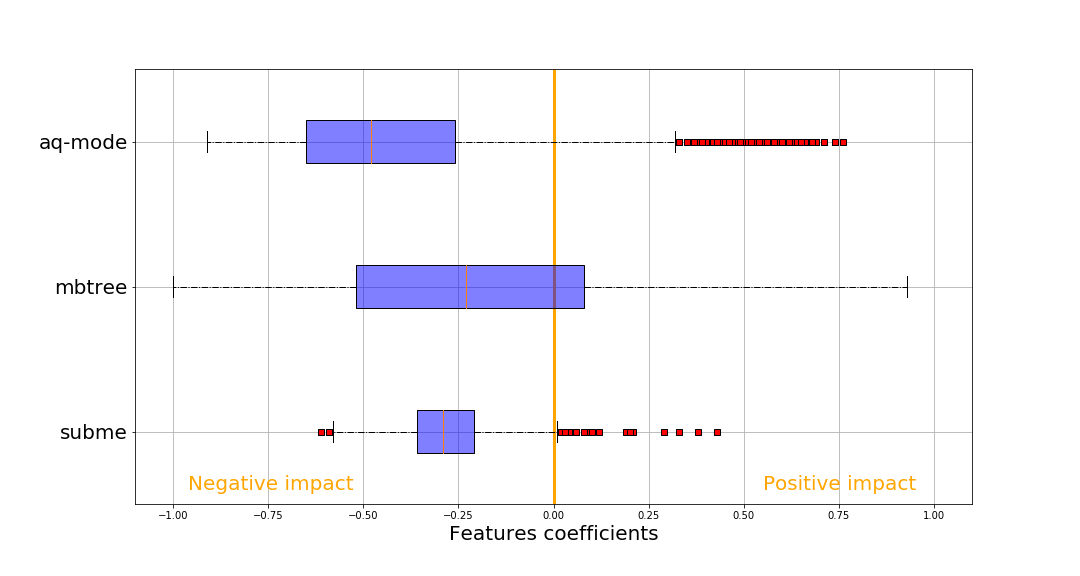 aq-mode
mbtree
subme
Negative impact
Positive impact
−1.00
−0.75
−0.50
−0.25
0.00
0.25
0.50
0.75
1.00
Features coefficients